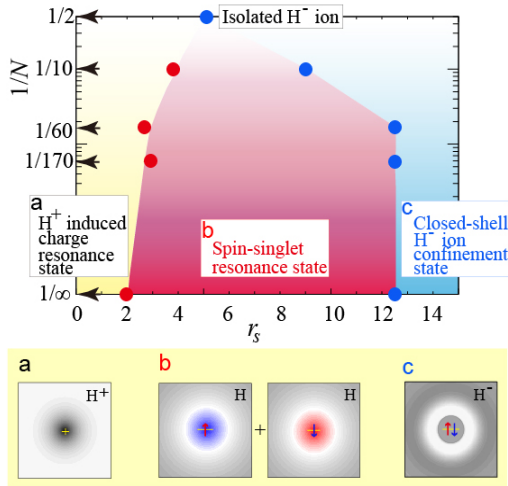 1/2
Isolated H⁻ ion
1/N
1/10
1/60
1/170
1/∞
a
H⁺ induced
charge
resonance
state
b
Spin-singlet
resonance state
c
Closed-shell
H⁻ ion
confinement
state
0 2 4 6 8 10 12 14
rₛ
a b c
H⁺ H + H H⁻
↑ ↓ ↑↓